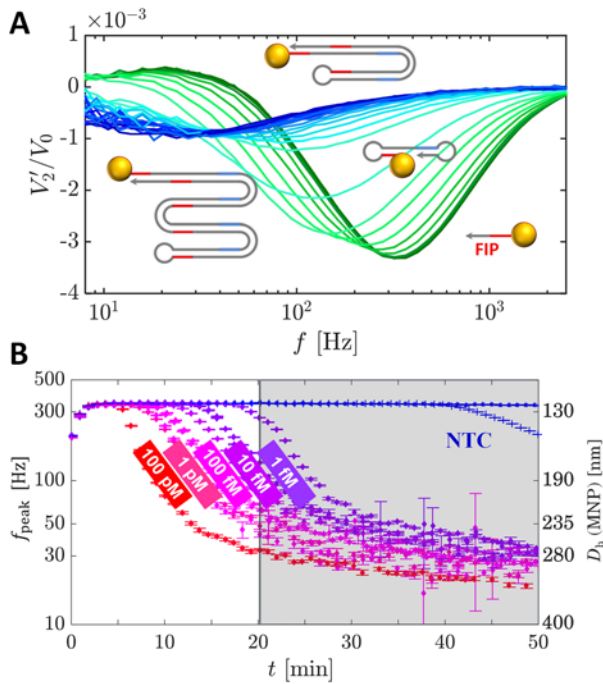 A
×10⁻³
1
0
-1
-2
-3
-4
V₂′/V₀
FIP
10¹
10²
10³
f [Hz]
B
500
300
100
50
30
10
f_peak [Hz]
100 pM
1 pM
100 fM
10 fM
1 fM
NTC
130
190
235
280
400
D_h (MNP) [nm]
0
10
20
30
40
50
t [min]